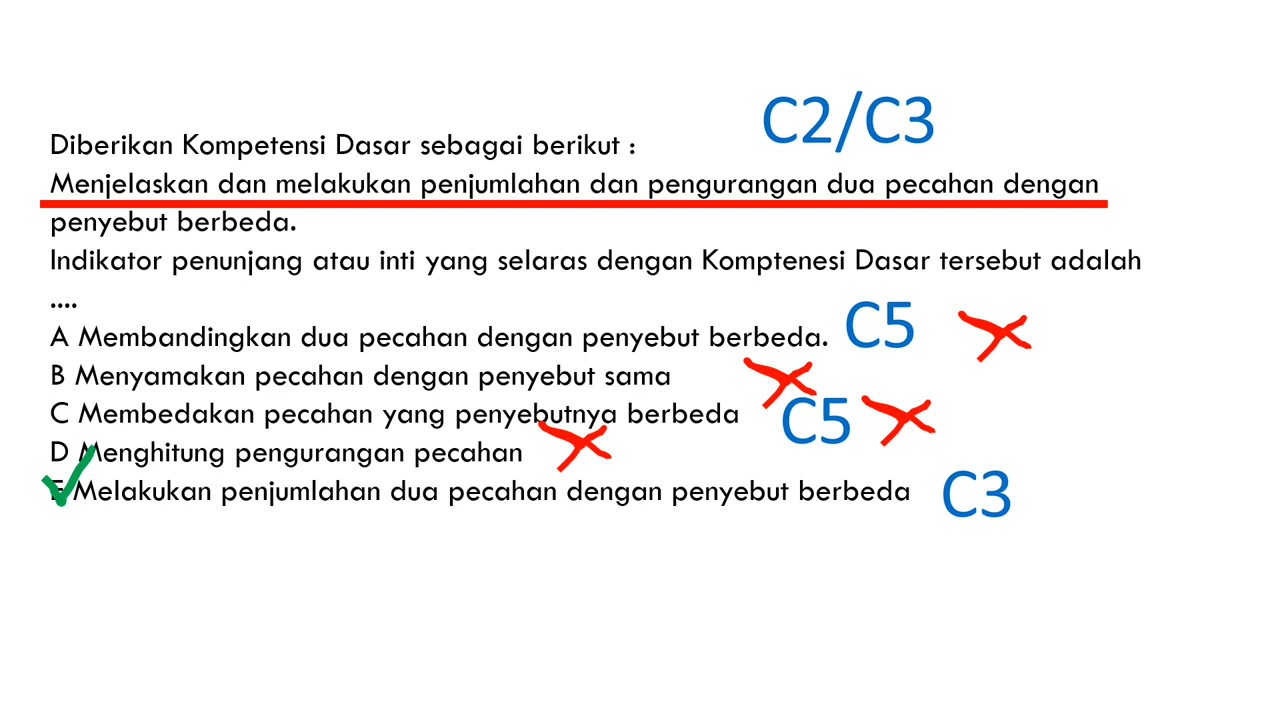 C2/C3
Diberikan Kompetensi Dasar sebagai berikut :
Menjelaskan dan melakukan penjumlahan dan pengurangan dua pecahan dengan
penyebut berbeda.
Indikator penunjang atau inti yang selaras dengan Komptenesi Dasar tersebut adalah
....
A Membandingkan dua pecahan dengan penyebut berbeda. C5
B Menyamakan pecahan dengan penyebut sama
C Membedakan pecahan yang penyebutnya berbeda C5
D Menghitung pengurangan pecahan
E Melakukan penjumlahan dua pecahan dengan penyebut berbeda C3